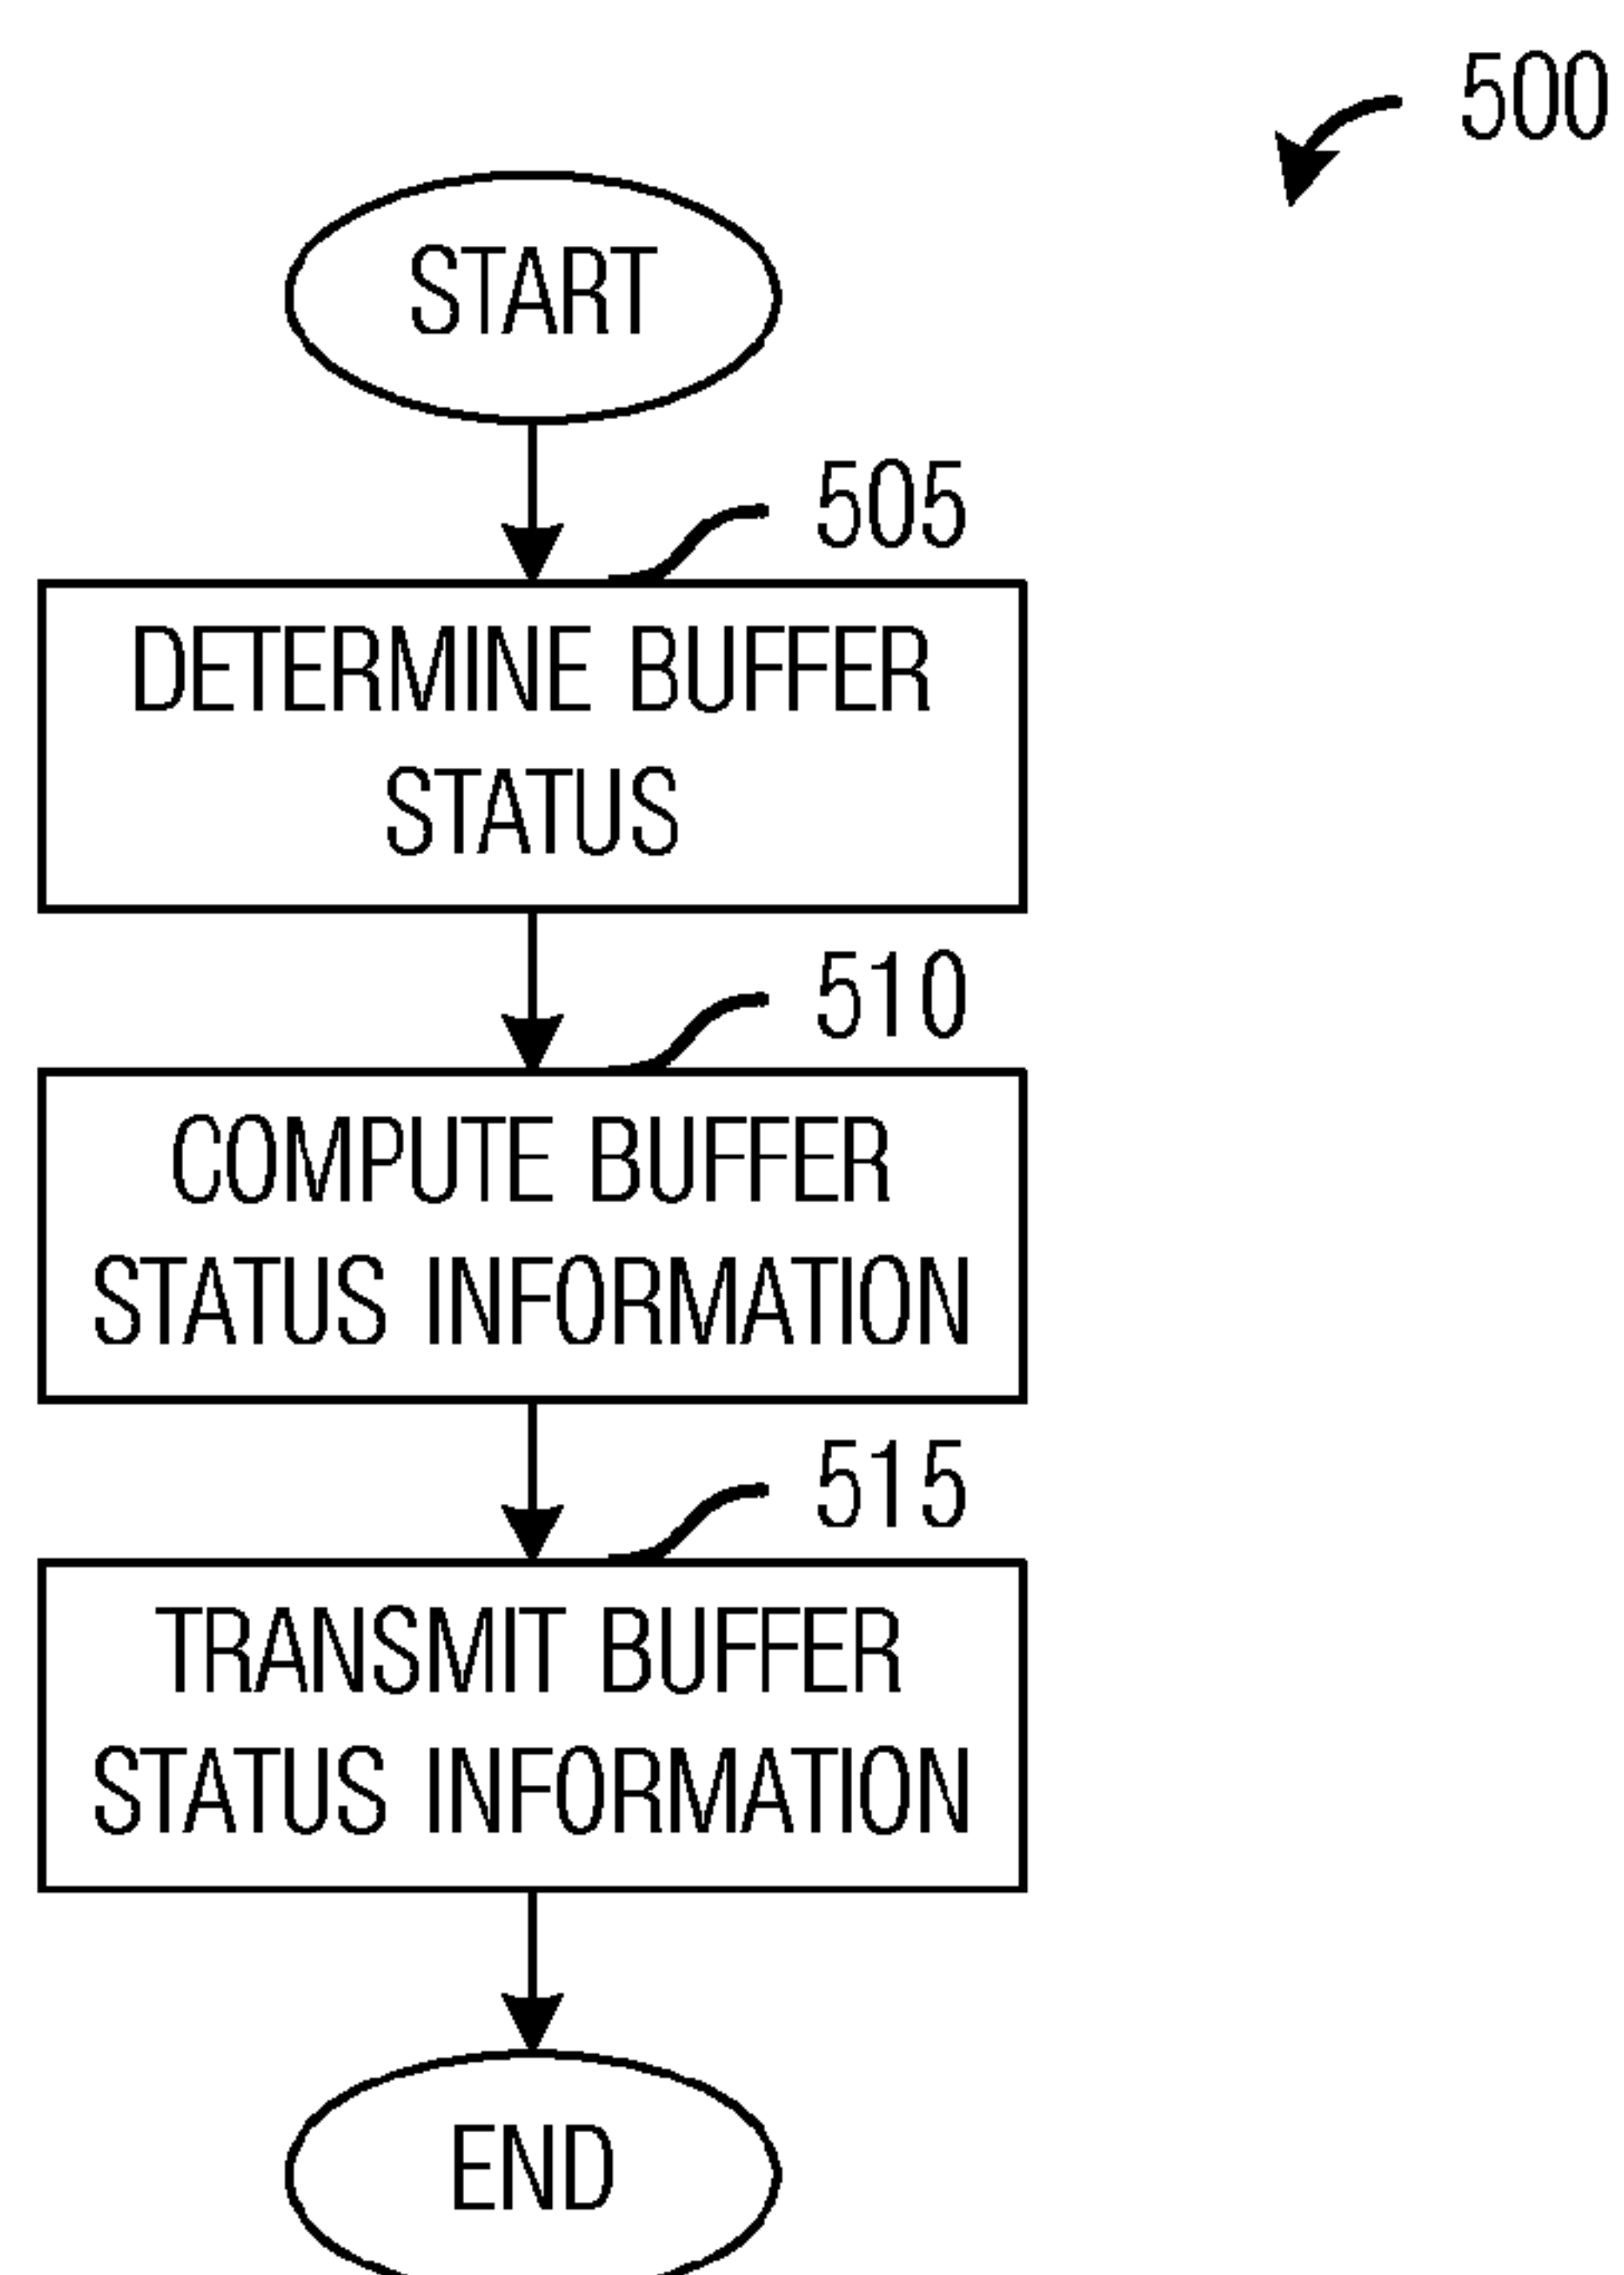 500
START
505
DETERMINE BUFFER
STATUS
510
COMPUTE BUFFER
STATUS INFORMATION
515
TRANSMIT BUFFER
STATUS INFORMATION
END